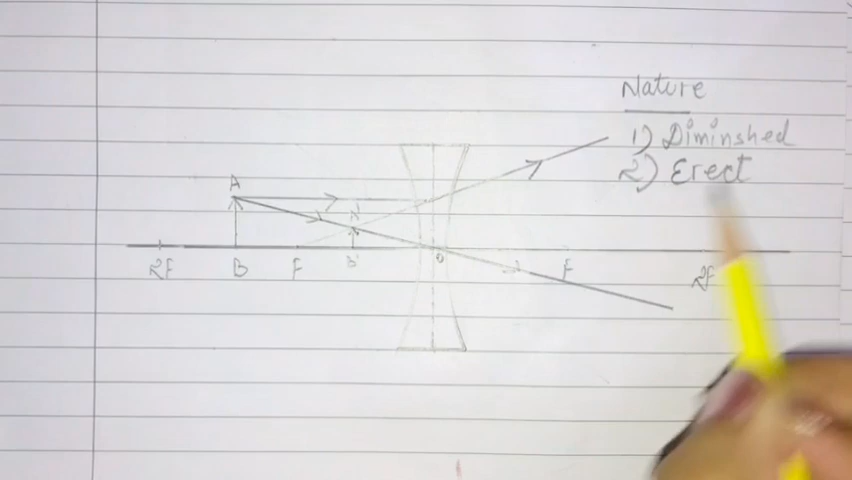 Nature
1) Diminshed
2) Erect
A
A'
2F B F B' O F 2F